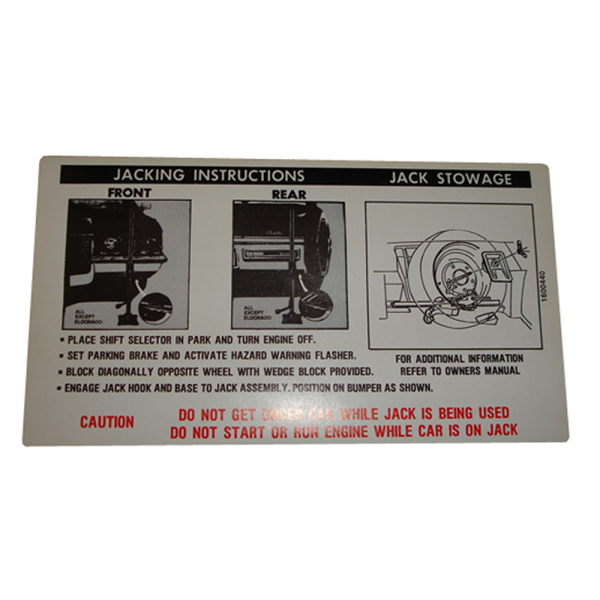 JACKING INSTRUCTIONS JACK STOWAGE
FRONT REAR
ALL
EXCEPT
ELDORADO
ALL
EXCEPT
ELDORADO
1600440
▪ PLACE SHIFT SELECTOR IN PARK AND TURN ENGINE OFF.
▪ SET PARKING BRAKE AND ACTIVATE HAZARD WARNING FLASHER.
▪ BLOCK DIAGONALLY OPPOSITE WHEEL WITH WEDGE BLOCK PROVIDED.
▪ ENGAGE JACK HOOK AND BASE TO JACK ASSEMBLY. POSITION ON BUMPER AS SHOWN.
FOR ADDITIONAL INFORMATION
REFER TO OWNERS MANUAL
CAUTION
DO NOT GET UNDER CAR WHILE JACK IS BEING USED
DO NOT START OR RUN ENGINE WHILE CAR IS ON JACK